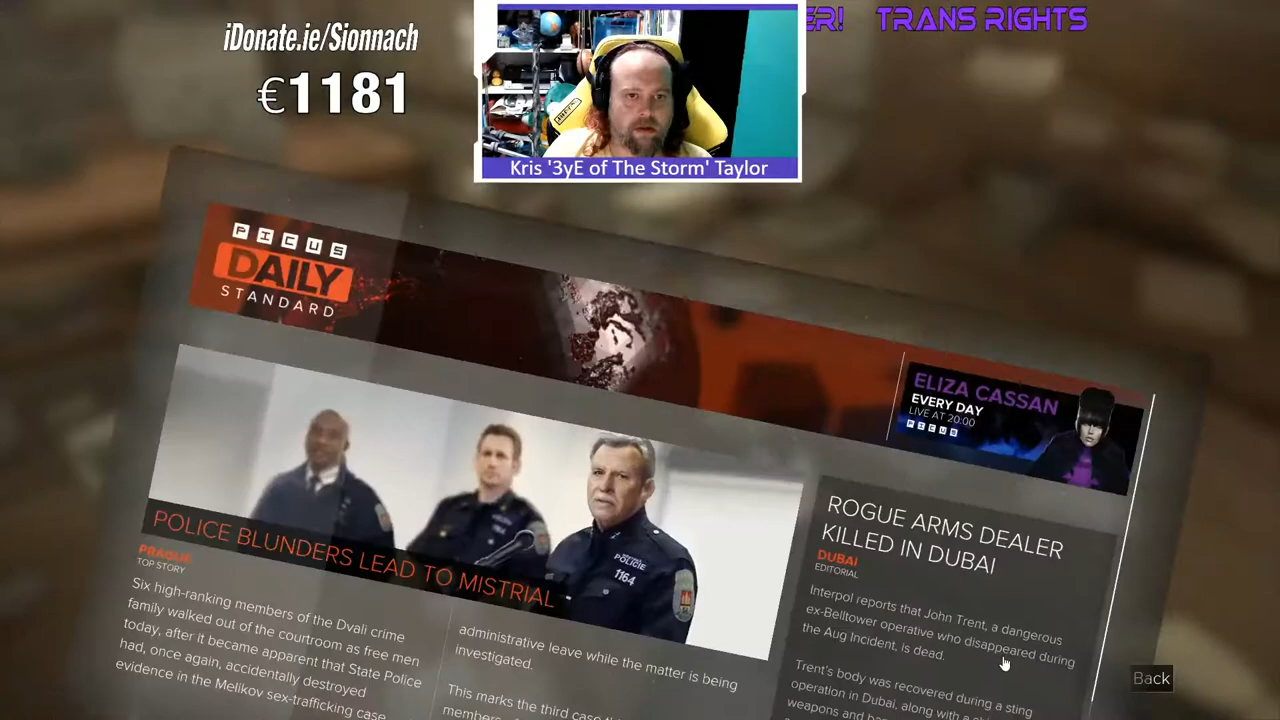 iDonate.ie/Sionnach
€1181
ER! TRANS RIGHTS
Kris '3yE of The Storm' Taylor
PICUS
DAILY
STANDARD
ELIZA CASSAN
EVERY DAY
LIVE AT 20:00
PICUS
POLICE BLUNDERS LEAD TO MISTRIAL
PRAGUE
TOP STORY
Six high-ranking members of the Dvali crime
family walked out of the courtroom as free men
today, after it became apparent that State Police
had, once again, accidentally destroyed
evidence in the Melikov sex-trafficking case
administrative leave while the matter is being
investigated.
This marks the third case
members
POLICIE
1164
ROGUE ARMS DEALER
KILLED IN DUBAI
DUBAI
EDITORIAL
Interpol reports that John Trent, a dangerous
ex-Belltower operative who disappeared during
the Aug Incident, is dead.
Trent's body was recovered during a sting
operation in Dubai, along with a
weapons and
Back